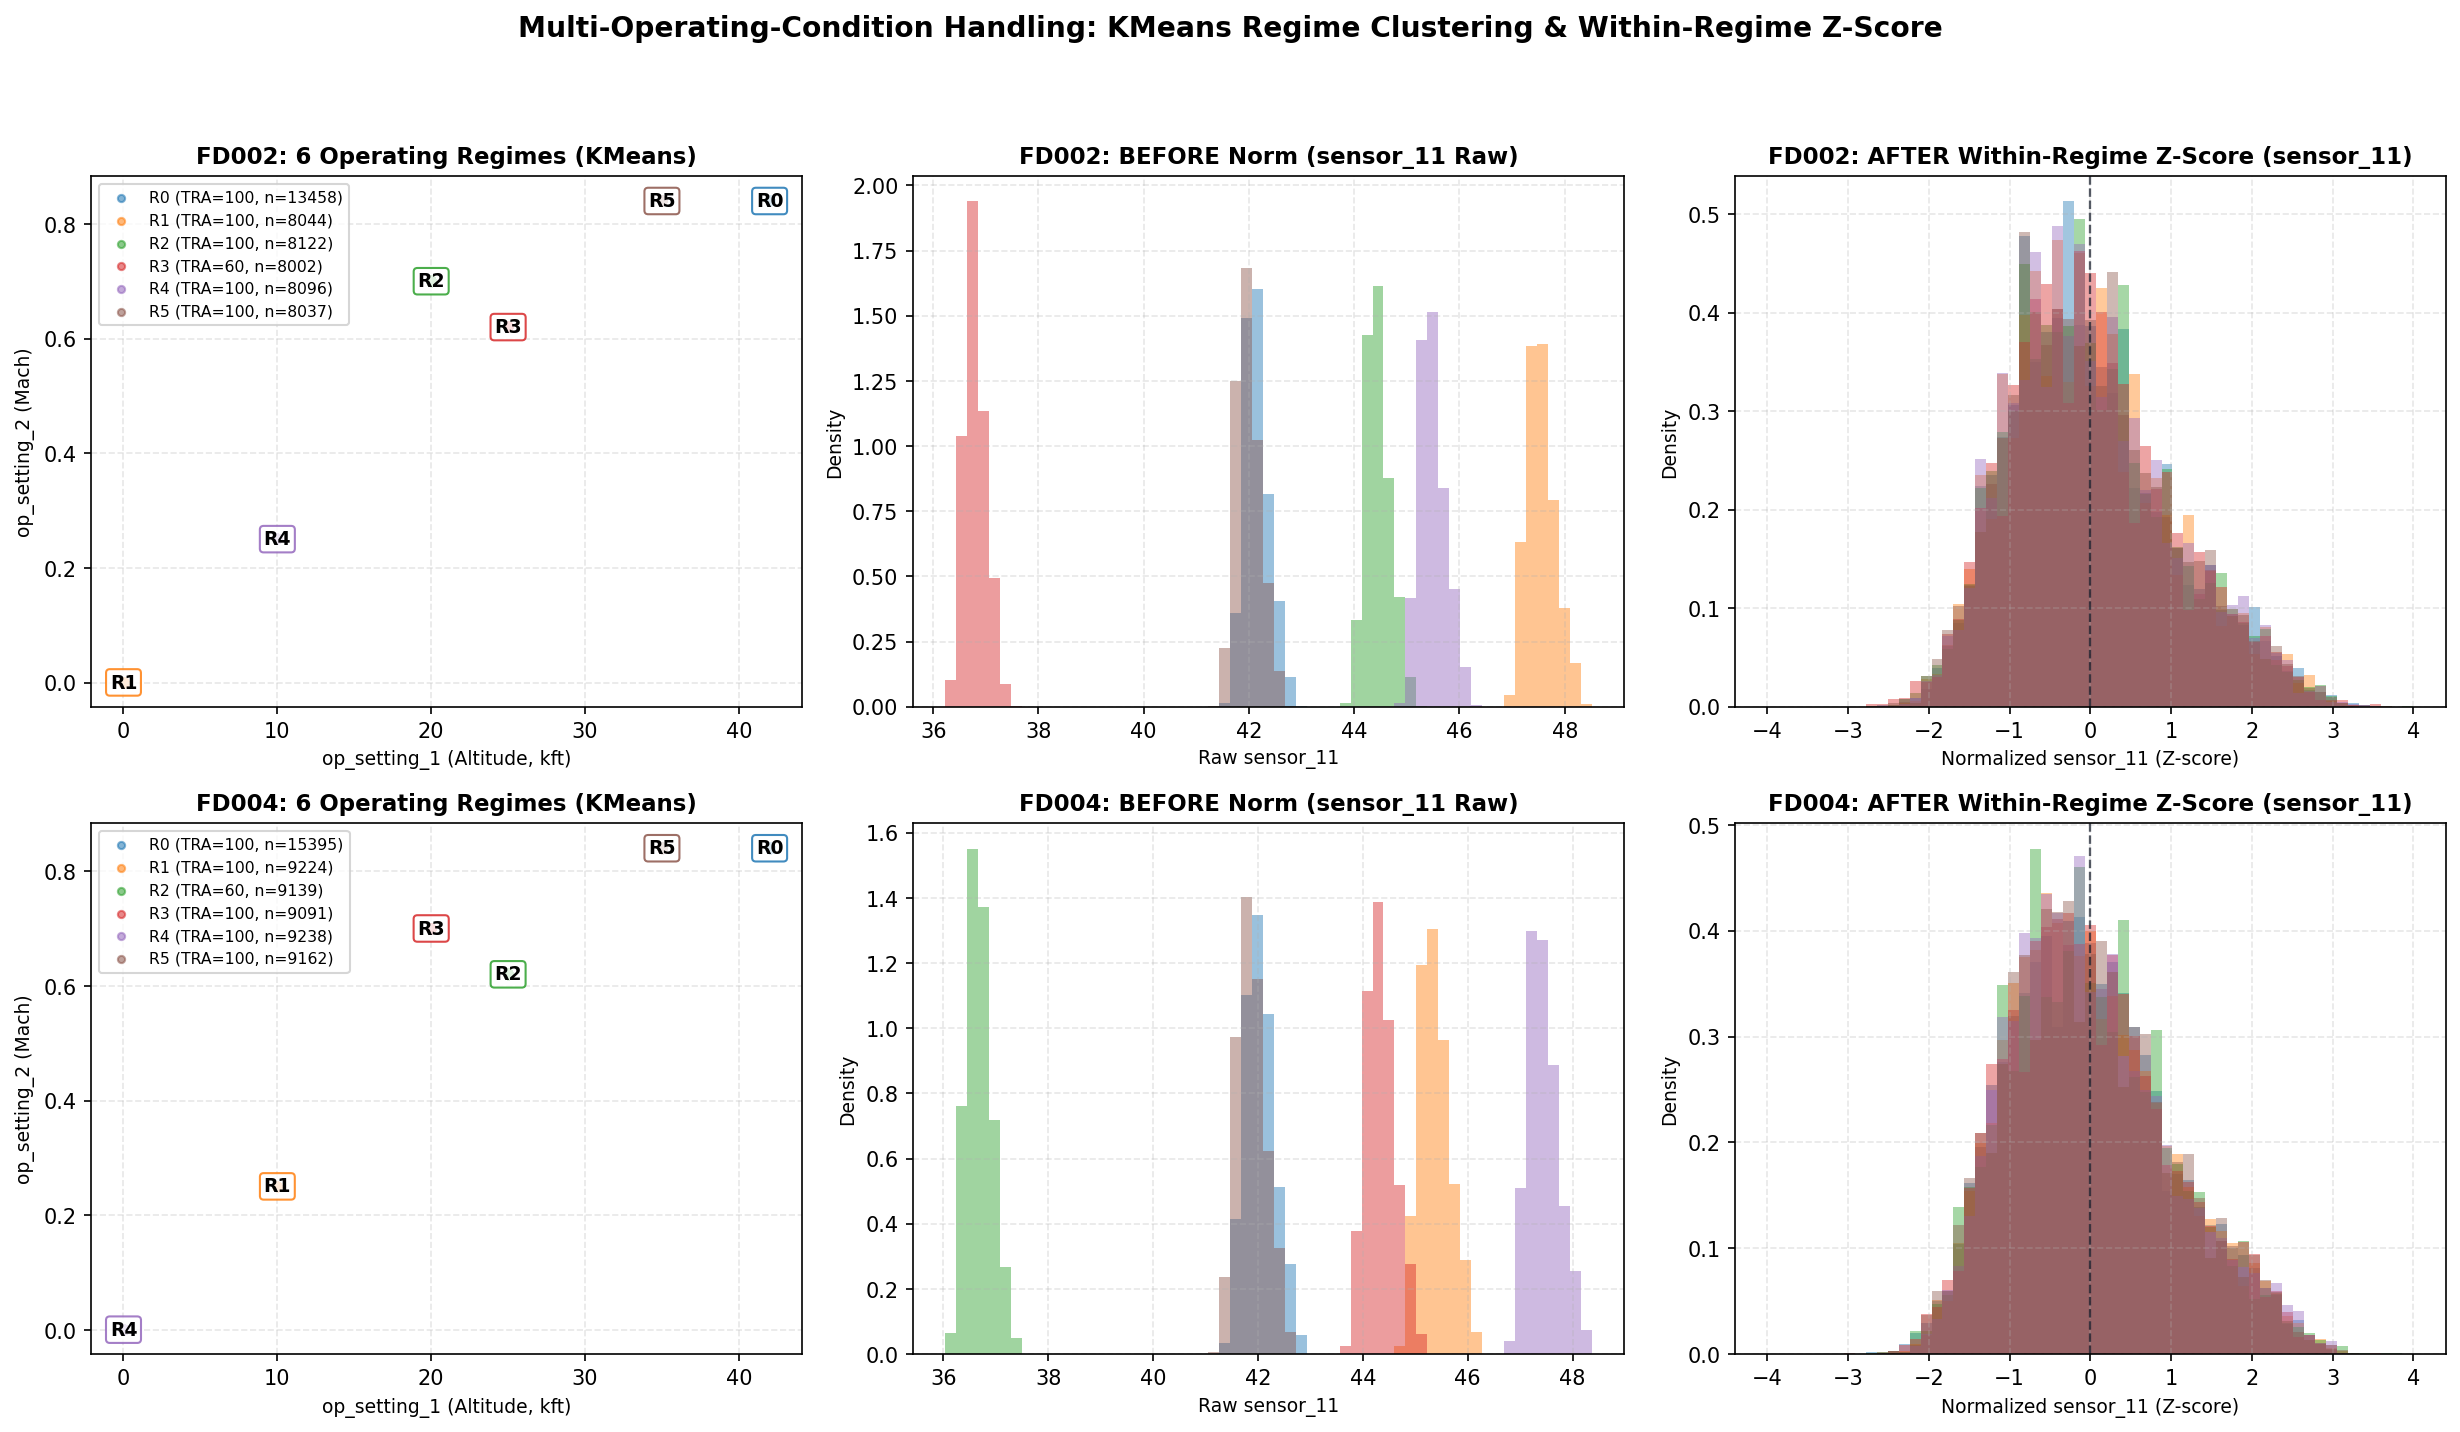 Multi-Operating-Condition Handling: KMeans Regime Clustering & Within-Regime Z-Score
FD002: 6 Operating Regimes (KMeans)
R0 (TRA=100, n=13458)
R1 (TRA=100, n=8044)
R2 (TRA=100, n=8122)
R3 (TRA=60, n=8002)
R4 (TRA=100, n=8096)
R5 (TRA=100, n=8037)
R5
R0
R2
R3
R4
R1
0.8
0.6
0.4
0.2
0.0
op_setting_2 (Mach)
0 10 20 30 40
op_setting_1 (Altitude, kft)
FD002: BEFORE Norm (sensor_11 Raw)
2.00
1.75
1.50
1.25
1.00
0.75
0.50
0.25
0.00
Density
36 38 40 42 44 46 48
Raw sensor_11
FD002: AFTER Within-Regime Z-Score (sensor_11)
0.5
0.4
0.3
0.2
0.1
0.0
Density
−4 −3 −2 −1 0 1 2 3 4
Normalized sensor_11 (Z-score)
FD004: 6 Operating Regimes (KMeans)
R0 (TRA=100, n=15395)
R1 (TRA=100, n=9224)
R2 (TRA=60, n=9139)
R3 (TRA=100, n=9091)
R4 (TRA=100, n=9238)
R5 (TRA=100, n=9162)
R5
R0
R3
R2
R1
R4
0.8
0.6
0.4
0.2
0.0
op_setting_2 (Mach)
0 10 20 30 40
op_setting_1 (Altitude, kft)
FD004: BEFORE Norm (sensor_11 Raw)
1.6
1.4
1.2
1.0
0.8
0.6
0.4
0.2
0.0
Density
36 38 40 42 44 46 48
Raw sensor_11
FD004: AFTER Within-Regime Z-Score (sensor_11)
0.5
0.4
0.3
0.2
0.1
0.0
Density
−4 −3 −2 −1 0 1 2 3 4
Normalized sensor_11 (Z-score)